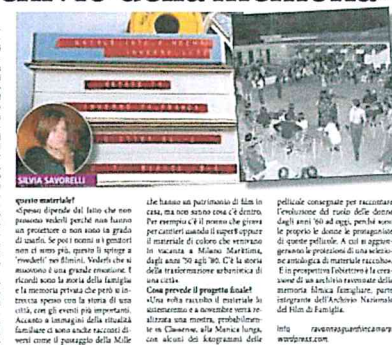 SILVIA SAVORELLI
questo materiale?
«Spesso dipende dal fatto che non
possono vederli perché non hanno
un proiettore o non sono in grado
di usarlo. Se poi i nonni o i genitori
non ci sono più, questo li spinge a
"rivederli" nei filmini. Vederli che si
muovono è una grande emozione. I
ricordi sono la storia della famiglia
e la memoria privata che però si in-
treccia spesso con la storia di una
città, con gli eventi più importanti.
Accanto a immagini della ritualità
familiare ci sono anche racconti di-
versi come il passaggio della Mille
che hanno un patrimonio di film in
casa, ma non sanno cosa c'è dentro.
Per esempio c'è il nonno che girava
per cantieri usando il super8 oppure
il materiale di coloro che venivano
in vacanza a Milano Marittima,
dagli anni '50 agli '80. C'è la storia
della trasformazione urbanistica di
una città».
Cosa prevede il progetto finale?
«Una volta raccolto il materiale lo
sistemeremo e a novembre verrà re-
alizzata una mostra, probabilmen-
te in Classense, alla Manica lunga,
con alcuni dei fotogrammi delle
pellicole consegnate per raccontare
l'evoluzione del ruolo delle donne
dagli anni '60 ad oggi, perché sono
le proprio le donne le protagoniste
di queste pellicole. A cui si aggiun-
geranno le proiezioni di una selezio-
ne antologica di materiale raccolto».
E in prospettiva l'obiettivo è la crea-
zione di un archivio ravennate della
memoria filmica famigliare, parte
integrante dell'Archivio Nazionale
del Film di Famiglia.
Info
wordpress.com